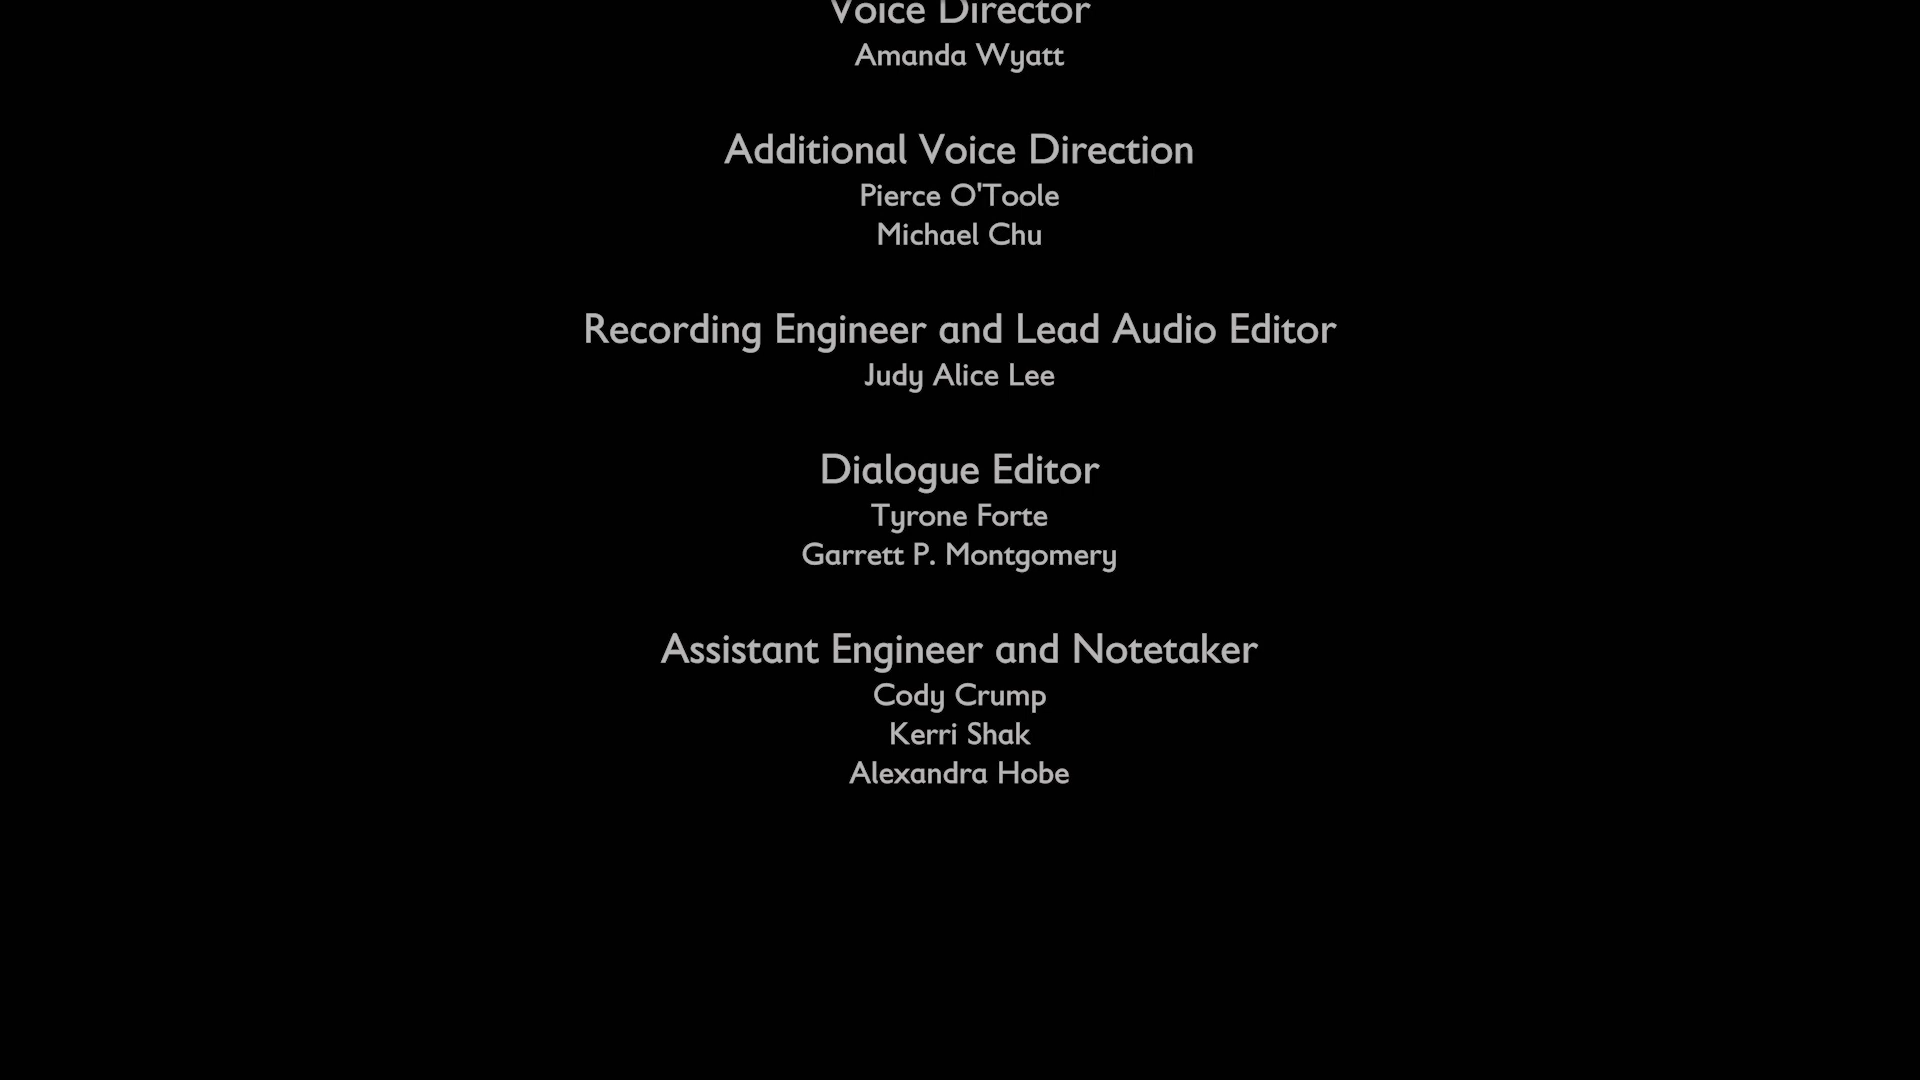 Voice Director
Amanda Wyatt
Additional Voice Direction
Pierce O'Toole
Michael Chu
Recording Engineer and Lead Audio Editor
Judy Alice Lee
Dialogue Editor
Tyrone Forte
Garrett P. Montgomery
Assistant Engineer and Notetaker
Cody Crump
Kerri Shak
Alexandra Hobe